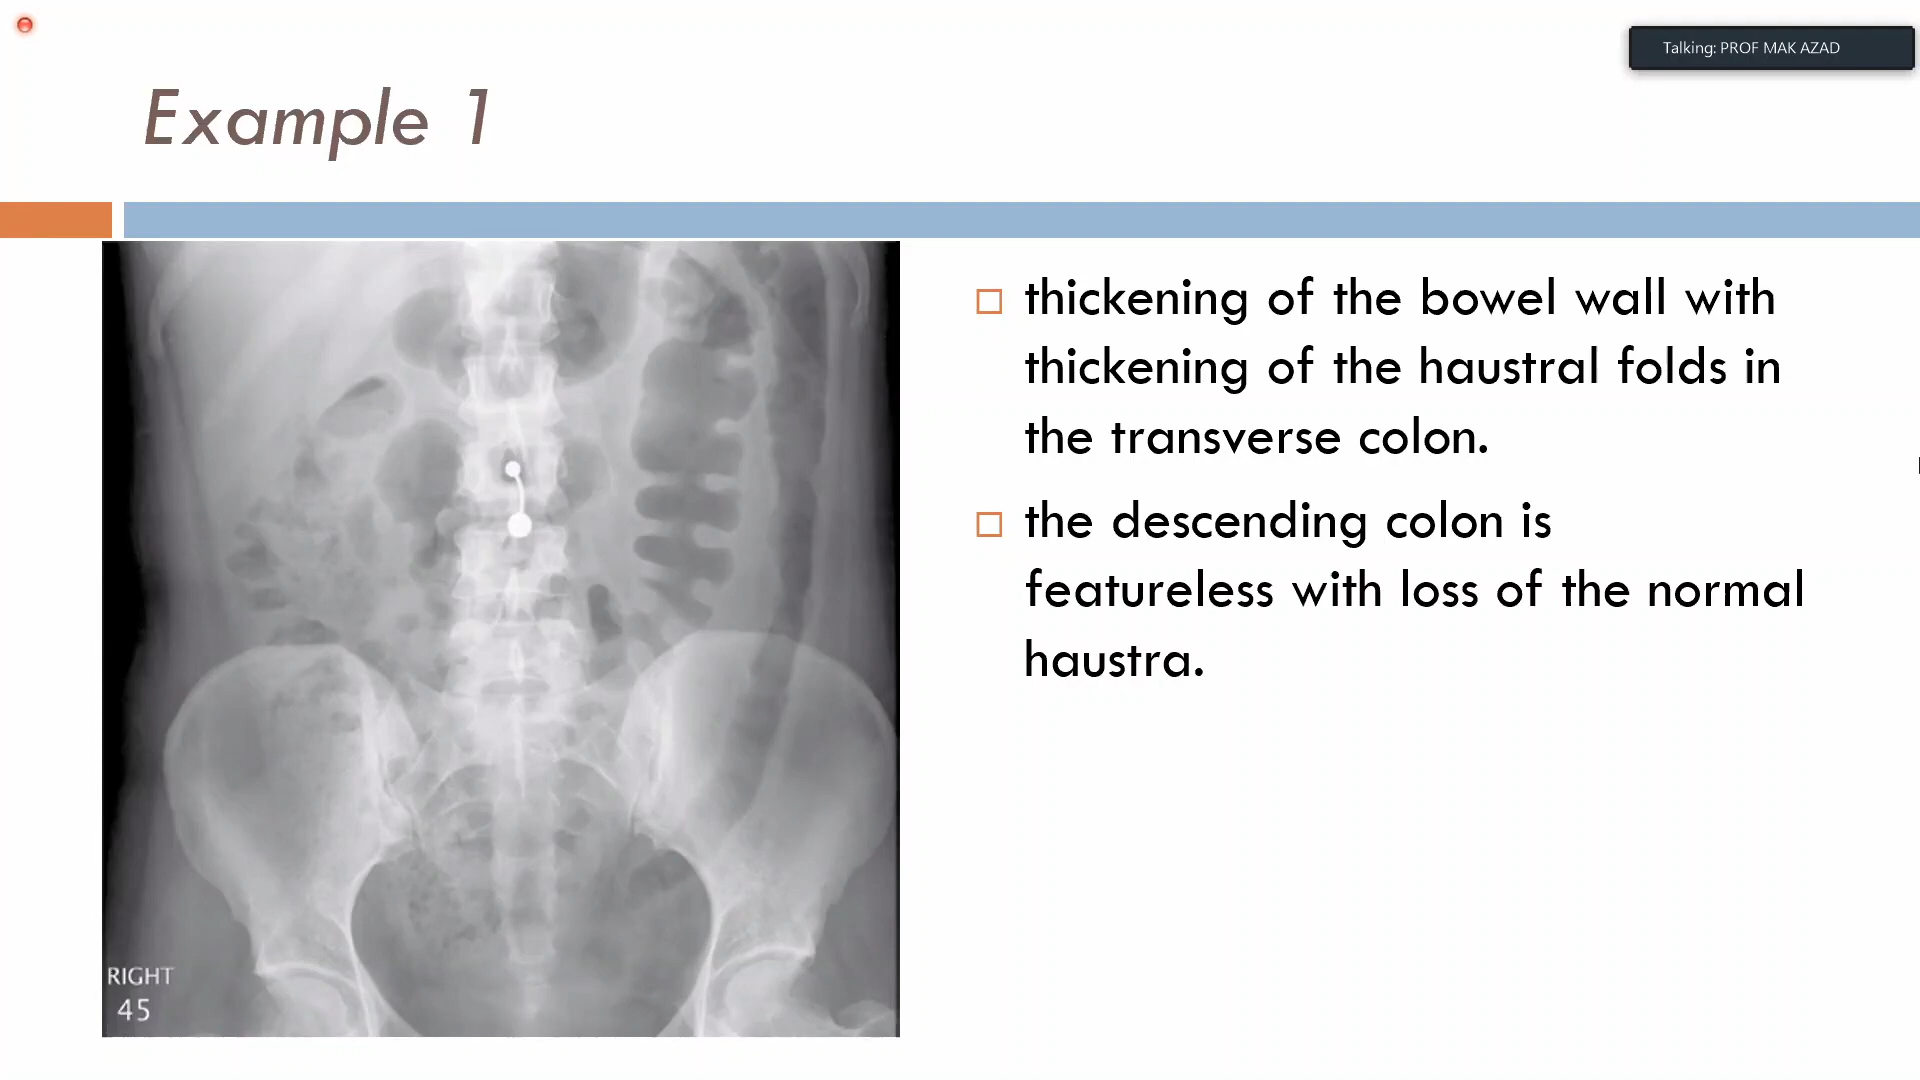 Talking: PROF MAK AZAD
Example 1
thickening of the bowel wall with
thickening of the haustral folds in
the transverse colon.
the descending colon is
featureless with loss of the normal
haustra.
RIGHT
45